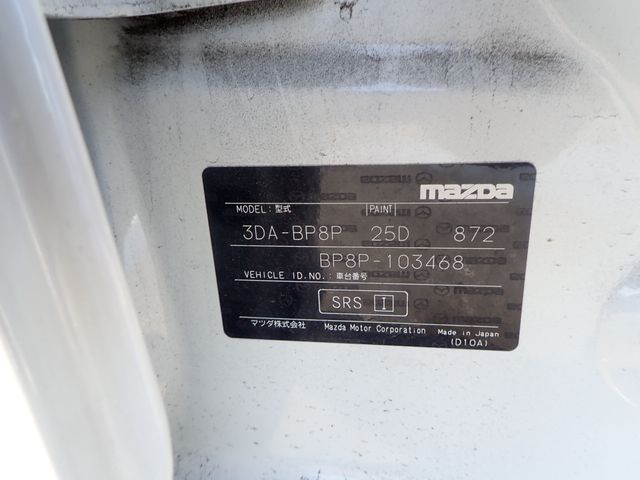 mazda
MODEL:型式 PAINT
3DA-BP8P 25D 872
BP8P-103468
VEHICLE ID.NO.:車台番号
SRS I
マツダ株式会社 Mazda Motor Corporation Made in Japan
(D10A)